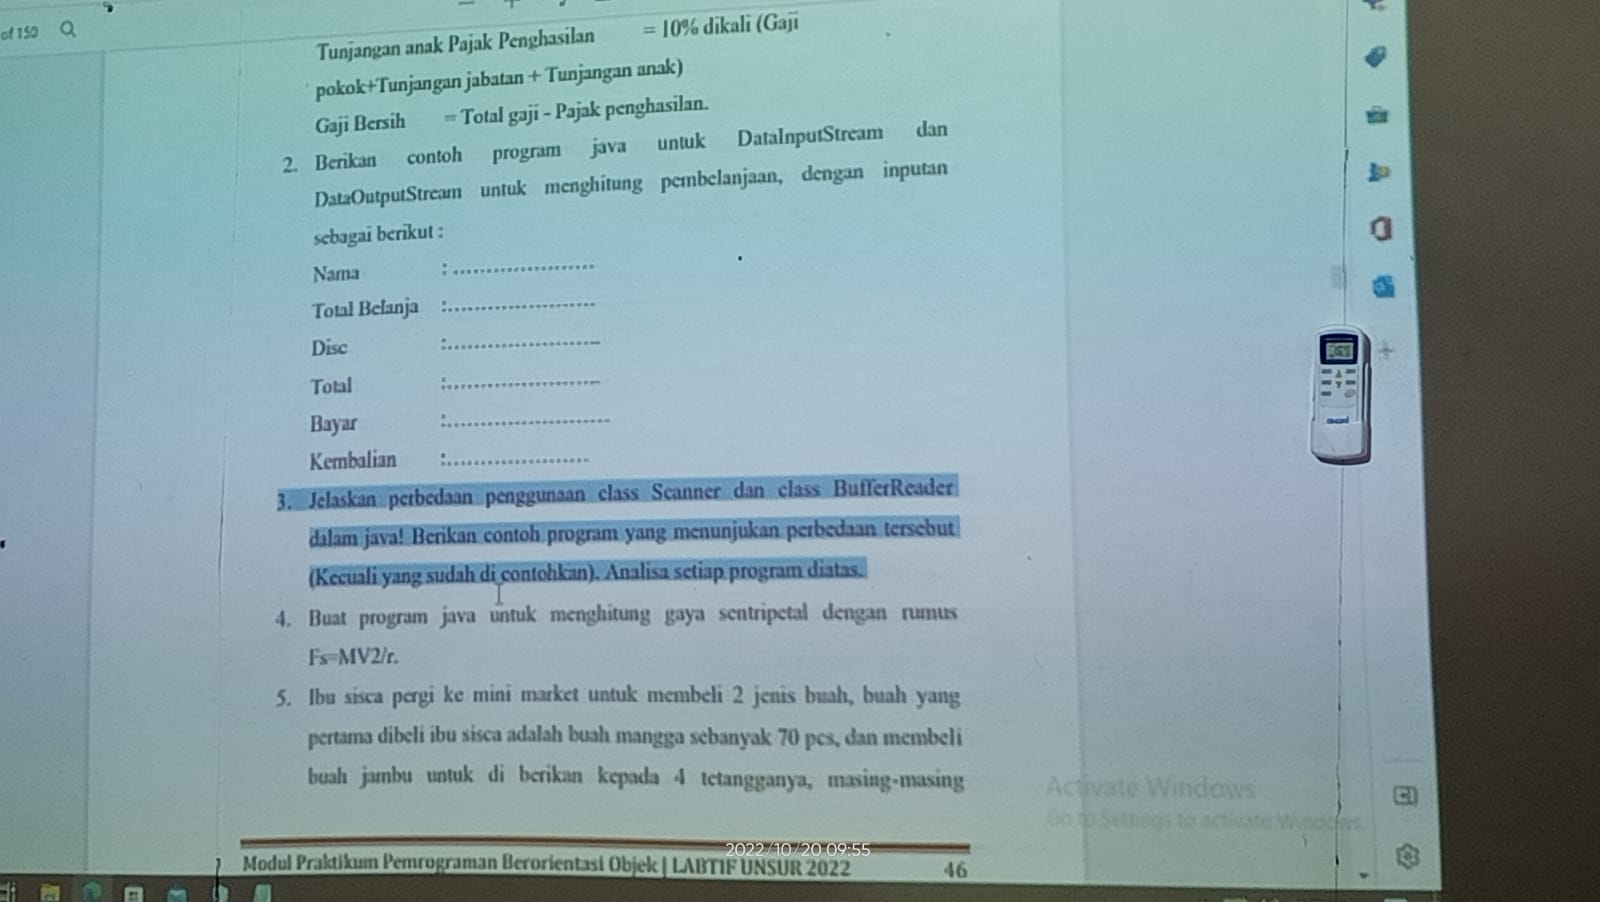 of 150
Tunjangan anak Pajak Penghasilan = 10% dikali (Gaji
pokok+Tunjangan jabatan + Tunjangan anak)
Gaji Bersih = Total gaji - Pajak penghasilan.
2. Berikan contoh program java untuk DataInputStream dan
DataOutputStream untuk menghitung pembelanjaan, dengan inputan
sebagai berikut :
Nama : .....................
Total Belanja :......................
Disc :.......................
Total :.......................
Bayar :........................
Kembalian :.....................
3. Jelaskan perbedaan penggunaan class Scanner dan class BufferReader
dalam java! Berikan contoh program yang menunjukan perbedaan tersebut
(Kecuali yang sudah di contohkan). Analisa setiap program diatas.
4. Buat program java untuk menghitung gaya sentripetal dengan rumus
Fs=MV2/r.
5. Ibu sisca pergi ke mini market untuk membeli 2 jenis buah, buah yang
pertama dibeli ibu sisca adalah buah mangga sebanyak 70 pcs, dan membeli
buah jambu untuk di berikan kepada 4 tetangganya, masing-masing
Activate Windows
Go to Settings to activate Windows.
2022/10/20 09:55
Modul Praktikum Pemrograman Berorientasi Objek | LABTIF UNSUR 2022 46